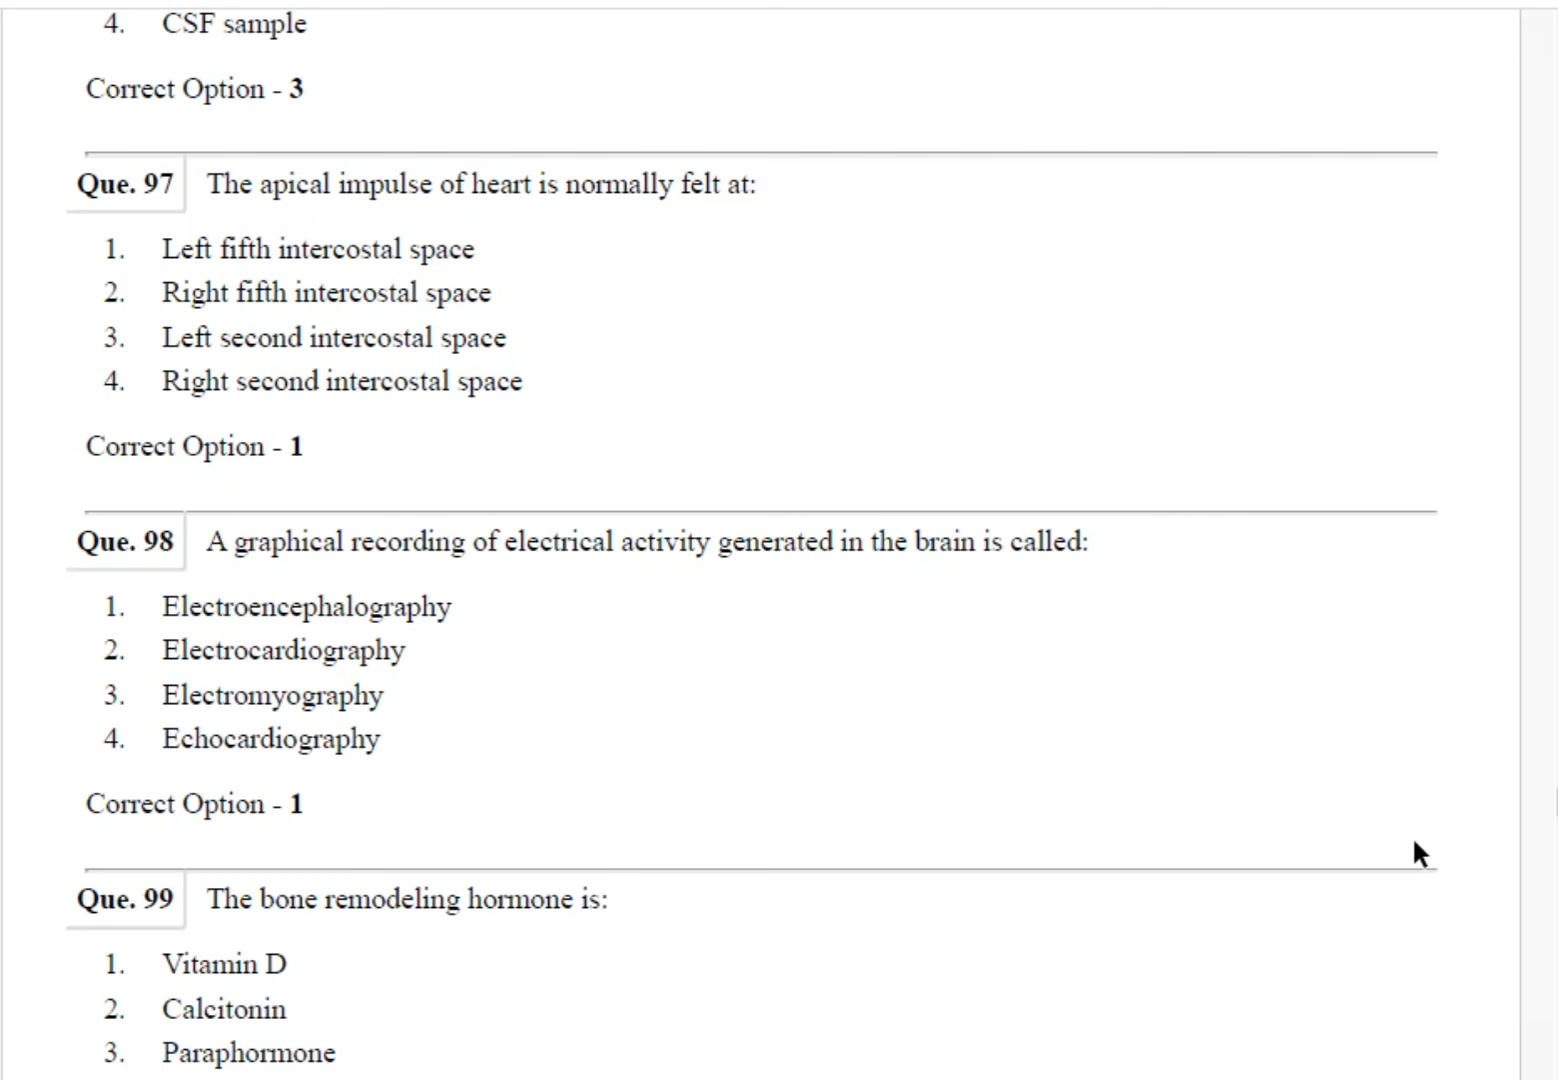 4. CSF sample
Correct Option - 3
Que. 97 The apical impulse of heart is normally felt at:
1. Left fifth intercostal space
2. Right fifth intercostal space
3. Left second intercostal space
4. Right second intercostal space
Correct Option - 1
Que. 98 A graphical recording of electrical activity generated in the brain is called:
1. Electroencephalography
2. Electrocardiography
3. Electromyography
4. Echocardiography
Correct Option - 1
Que. 99 The bone remodeling hormone is:
1. Vitamin D
2. Calcitonin
3. Paraphormone